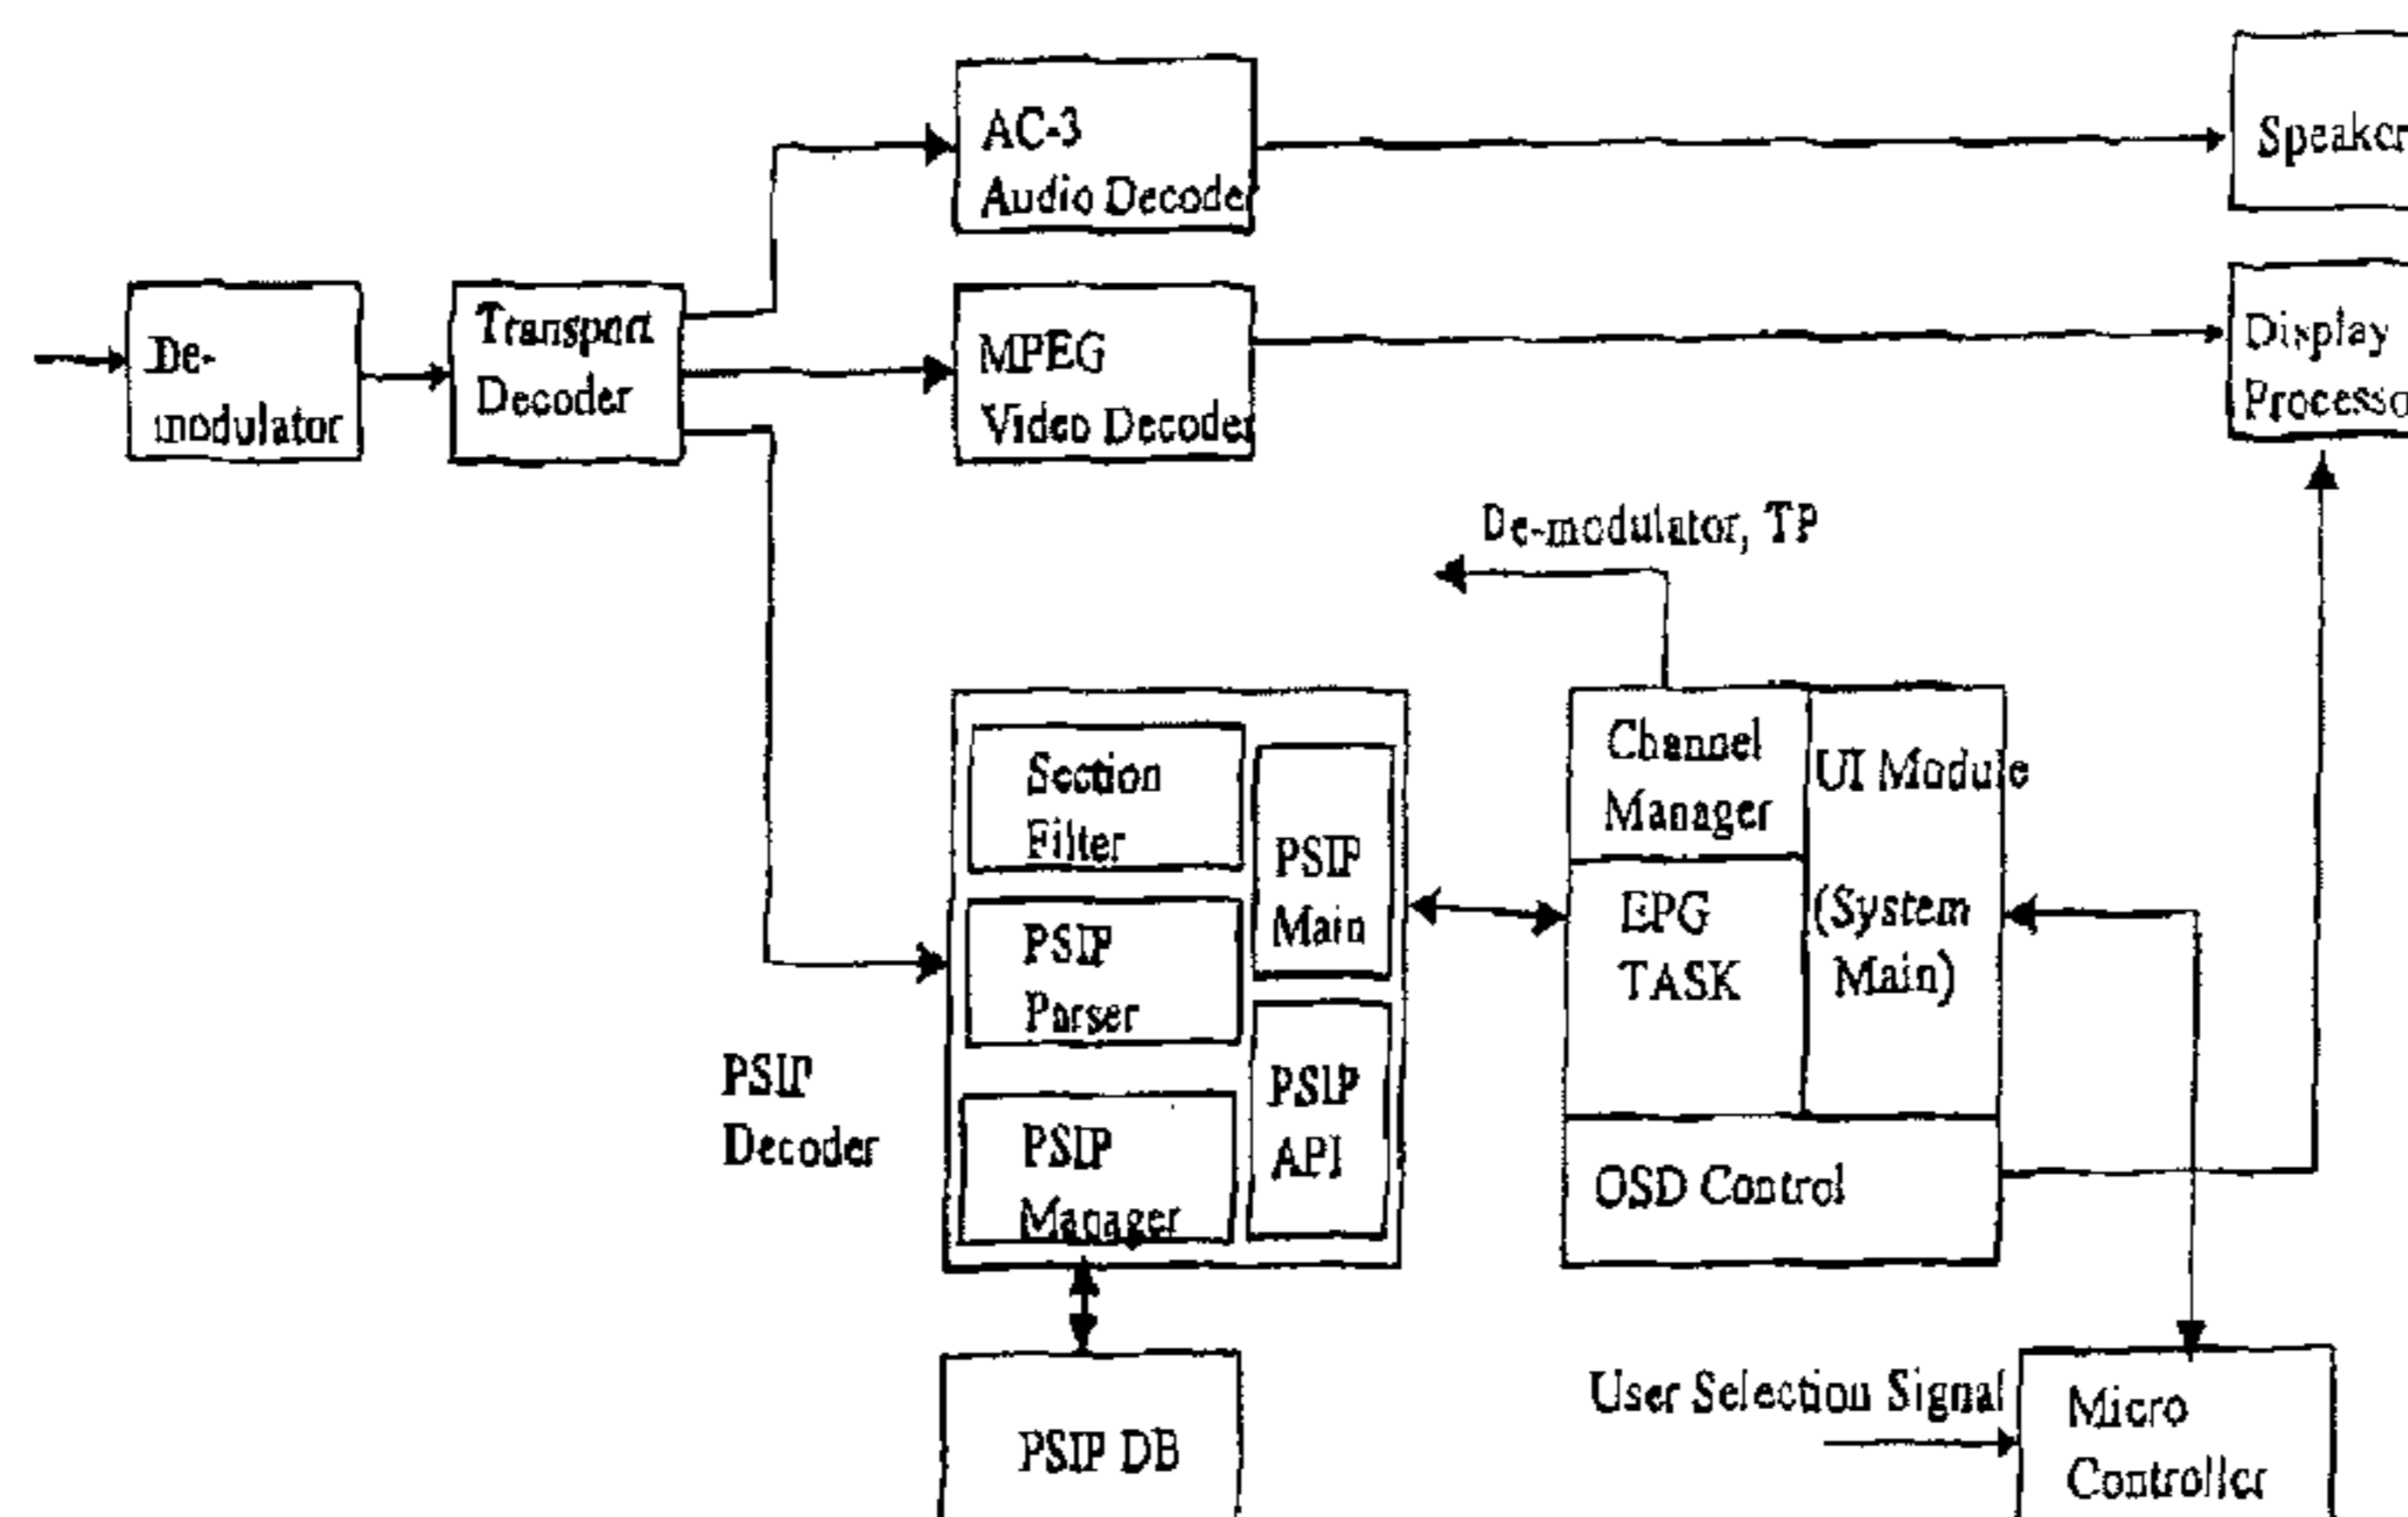 AC-3
Audio Decoder
Speaker
De-
modulator
Transport
Decoder
MPEG
Video Decoder
Display
Processo
De-modulator, TP
Section
Filter
PSIP
Main
PSIP
Parser
PSIP
API
PSIP
Manager
PSIP
Decoder
Channel
Manager
UI Module
(System
Main)
EPG
TASK
OSD Control
PSIP DB
User Selection Signal
Micro
Controller